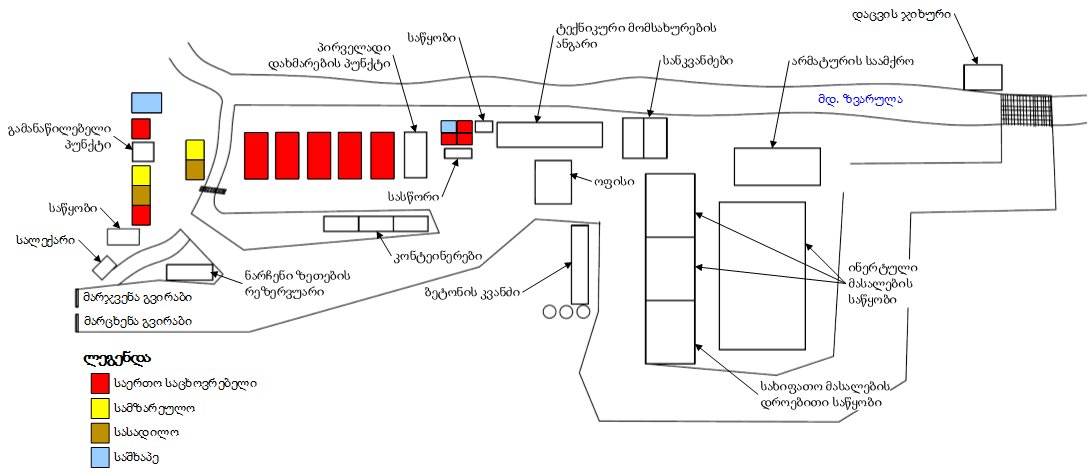 დაცვის ჯიხური
საწყობი
ტექნიკური მომსახურების
ანგარი
პირველადი
დახმარების პუნქტი
სანკვანძები
არმატურის საამქრო
მდ. ზვარულა
გამანაწილებელი
პუნქტი
სასწორი
ოფისი
საწყობი
სალექარი
კონტეინერები
ნარჩენი ზეთების
რეზერვუარი
ბეტონის კვანძი
ინერტული
მასალების
საწყობი
მარჯვენა გვირაბი
მარცხენა გვირაბი
ლეგენდა
საერთო საცხოვრებელი
სამზარეულო
სასადილო
საშხაპე
სახიფათო მასალების
დროებითი საწყობი